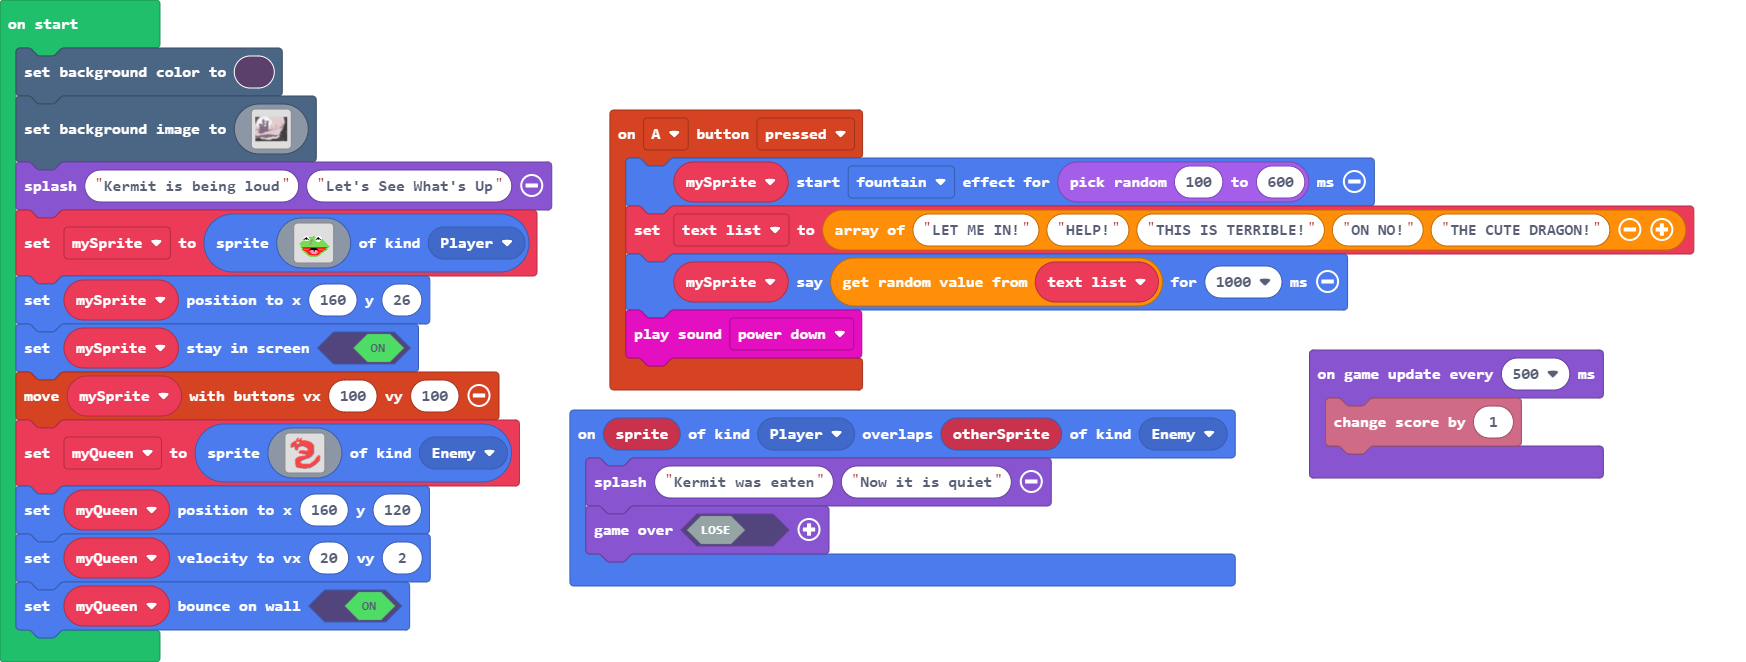 on start
set background color to
set background image to
splash "Kermit is being loud" "Let's See What's Up"
set mySprite to sprite of kind Player
set mySprite position to x 160 y 26
set mySprite stay in screen ON
move mySprite with buttons vx 100 vy 100
set myQueen to sprite of kind Enemy
set myQueen position to x 160 y 120
set myQueen velocity to vx 20 vy 2
set myQueen bounce on wall ON
on A button pressed
mySprite start fountain effect for pick random 100 to 600 ms
set text list to array of "LET ME IN!" "HELP!" "THIS IS TERRIBLE!" "ON NO!" "THE CUTE DRAGON!"
mySprite say get random value from text list for 1000 ms
play sound power down
on sprite of kind Player overlaps otherSprite of kind Enemy
splash "Kermit was eaten" "Now it is quiet"
game over LOSE
on game update every 500 ms
change score by 1